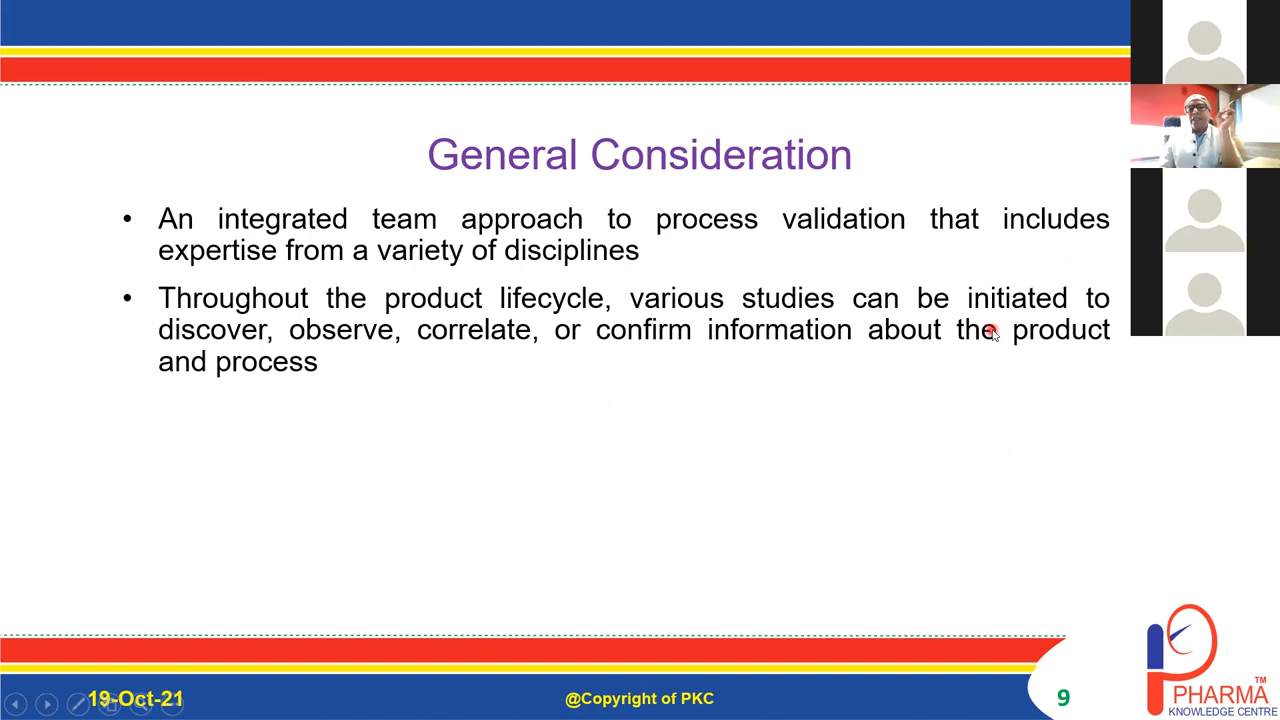 General Consideration
• An integrated team approach to process validation that includes
expertise from a variety of disciplines
• Throughout the product lifecycle, various studies can be initiated to
discover, observe, correlate, or confirm information about the product
and process
19-Oct-21
@Copyright of PKC
9
PHARMA TM
KNOWLEDGE CENTRE